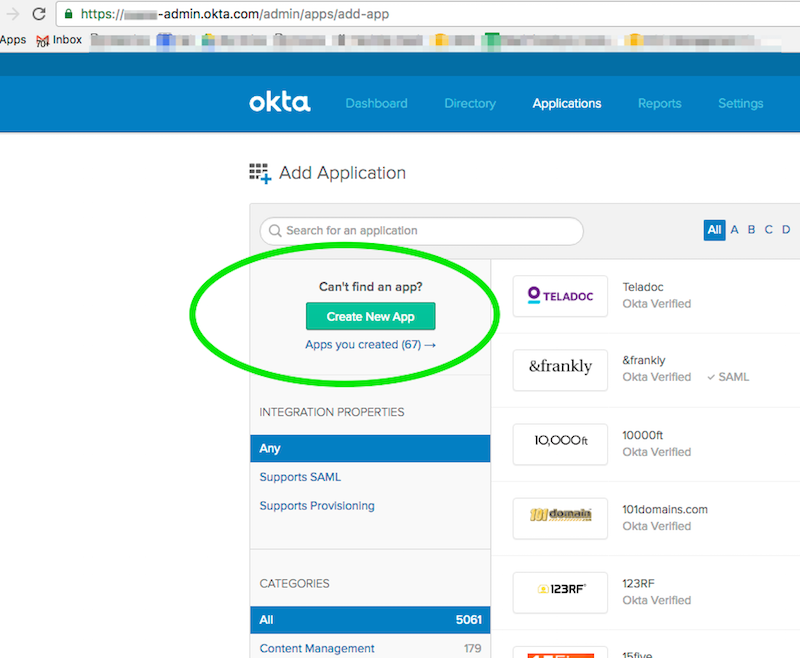 https://
-admin.okta.com/admin/apps/add-app
Apps
Inbox
okta
Dashboard
Directory
Applications
Reports
Settings
Add Application
Search for an application
All A B C D
Can't find an app?
Create New App
Apps you created (67) →
INTEGRATION PROPERTIES
Any
Supports SAML
Supports Provisioning
CATEGORIES
All 5061
Content Management 179
TELADOC
Teladoc
Okta Verified
&frankly
&frankly
Okta Verified ✓ SAML
10,000ft
10000ft
Okta Verified
101domain
101domains.com
Okta Verified
123RF
123RF
Okta Verified
15five